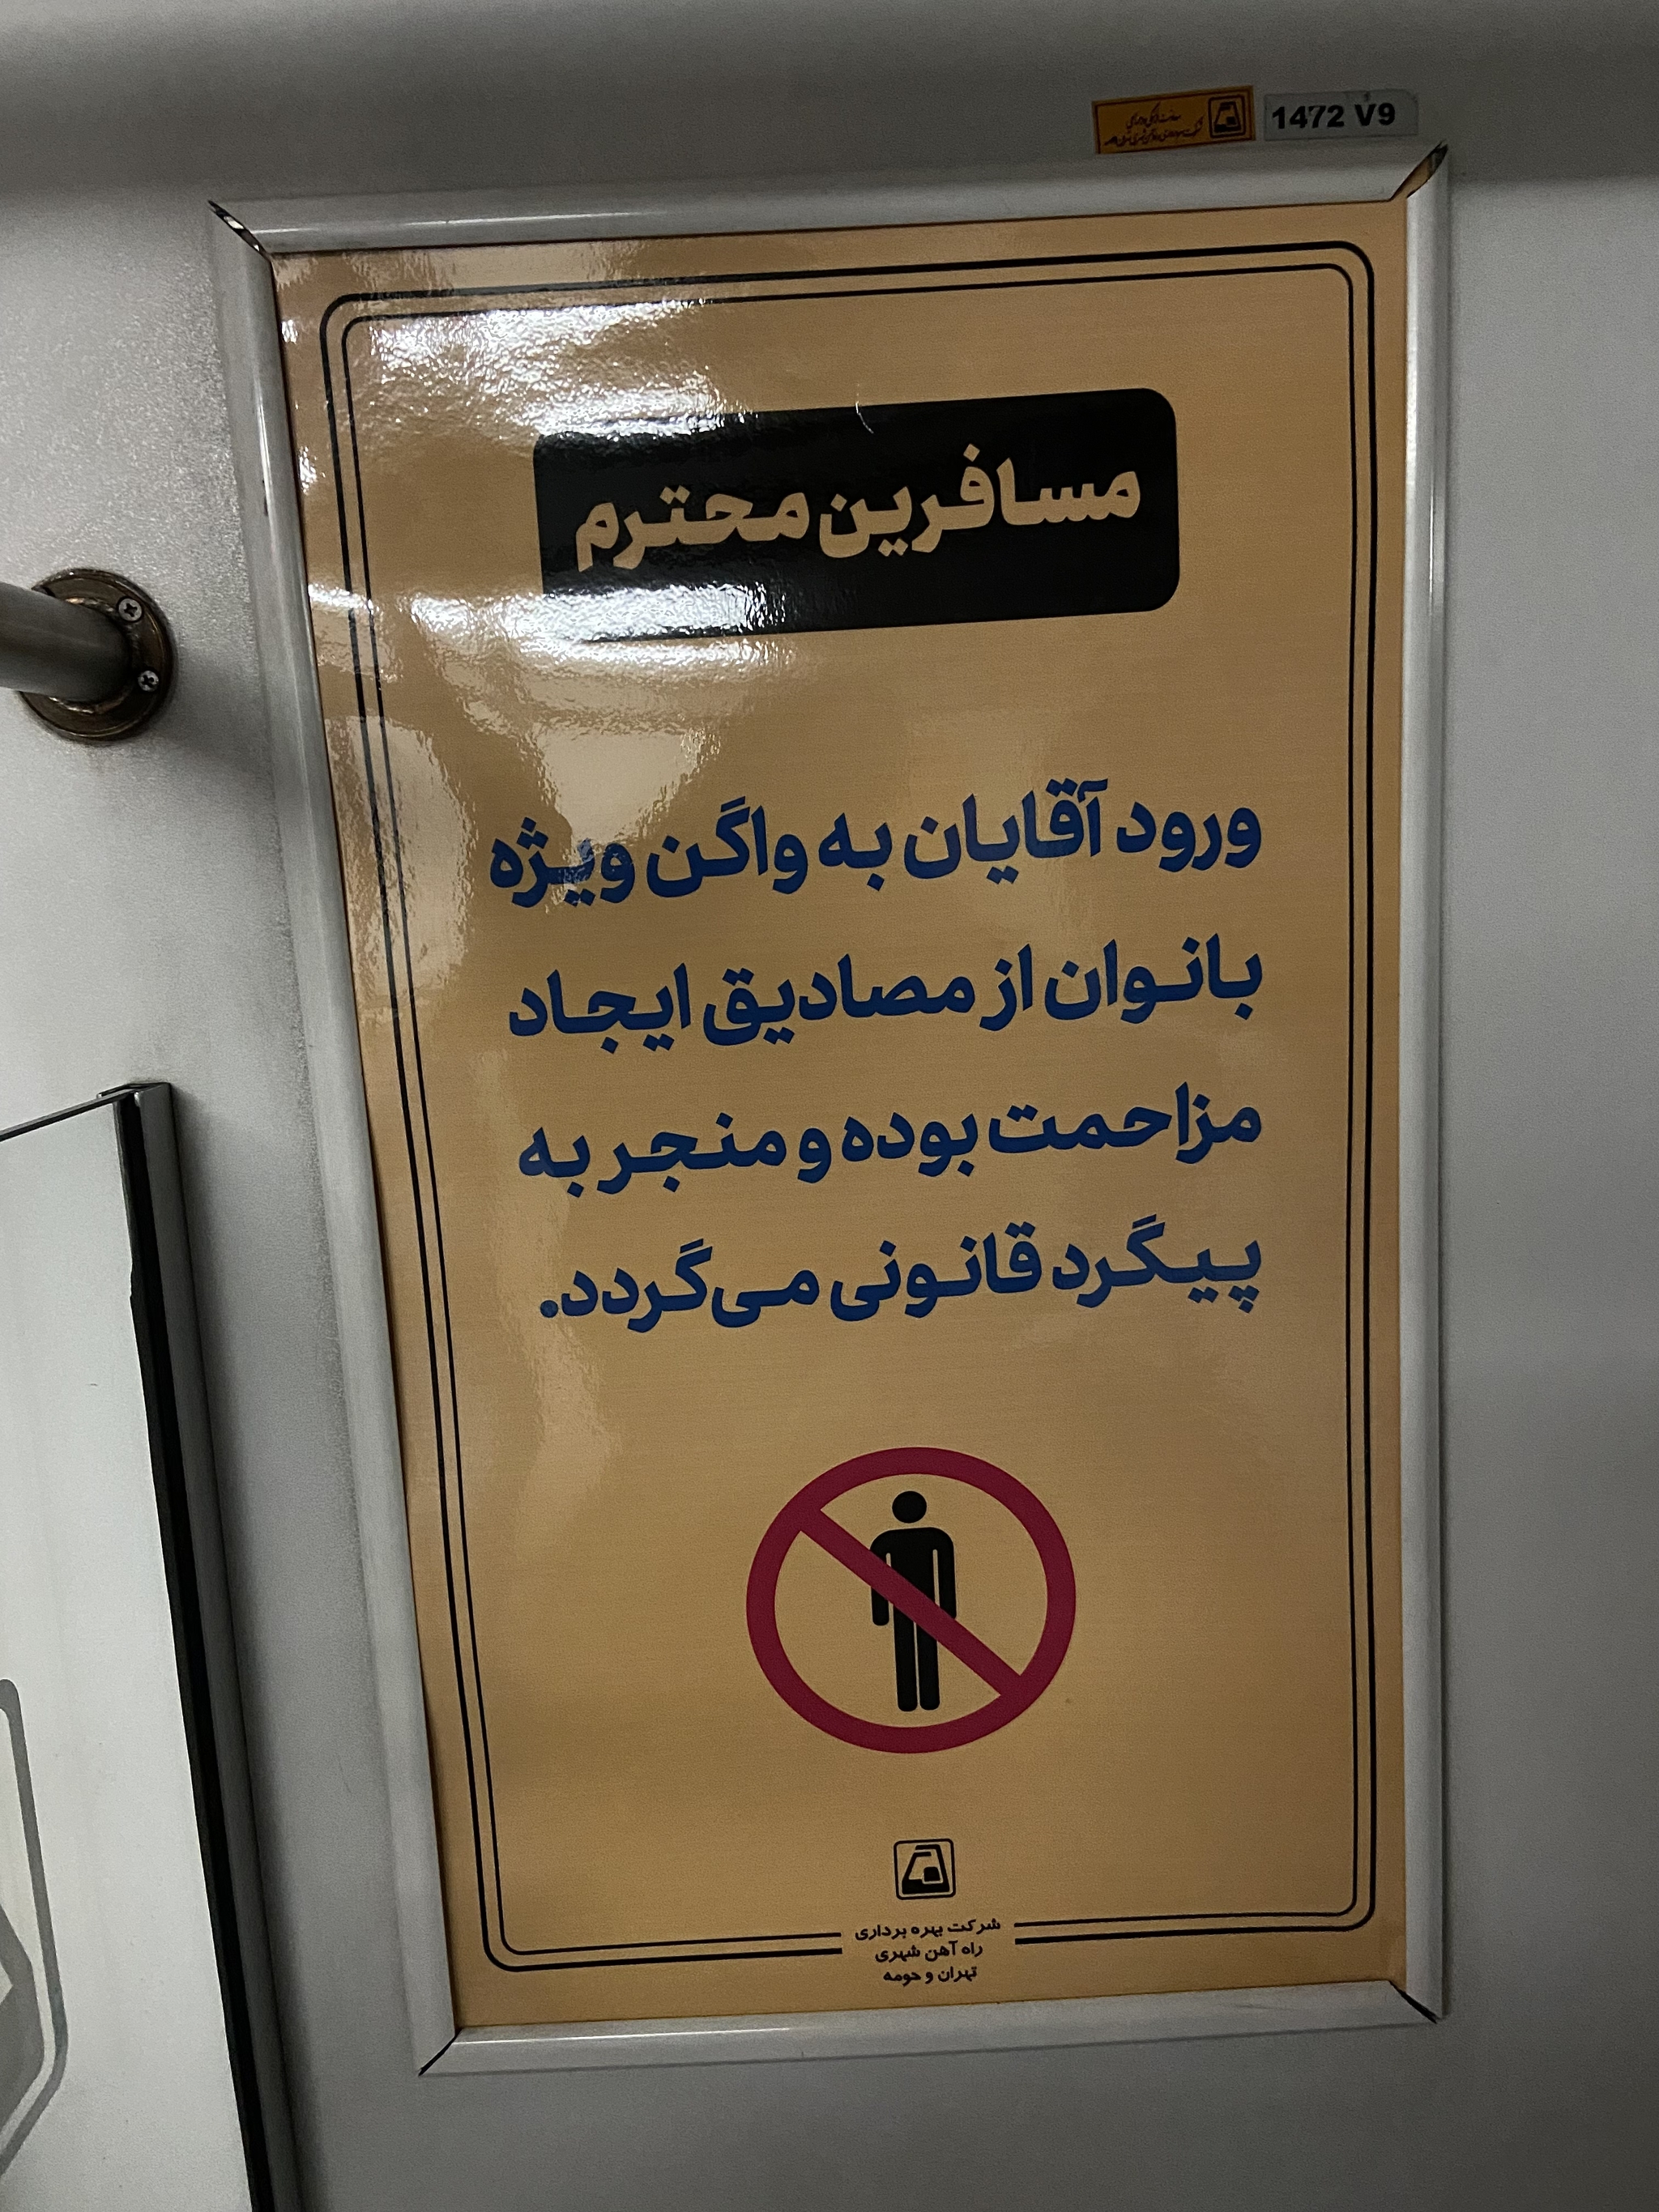 1472 V9
مسافرین محترم
ورود آقایان به واگن ویژه
بانوان از مصادیق ایجاد
مزاحمت بوده و منجر به
پیگرد قانونی می‌گردد.
شرکت بهره برداری
راه آهن شهری
تهران و حومه